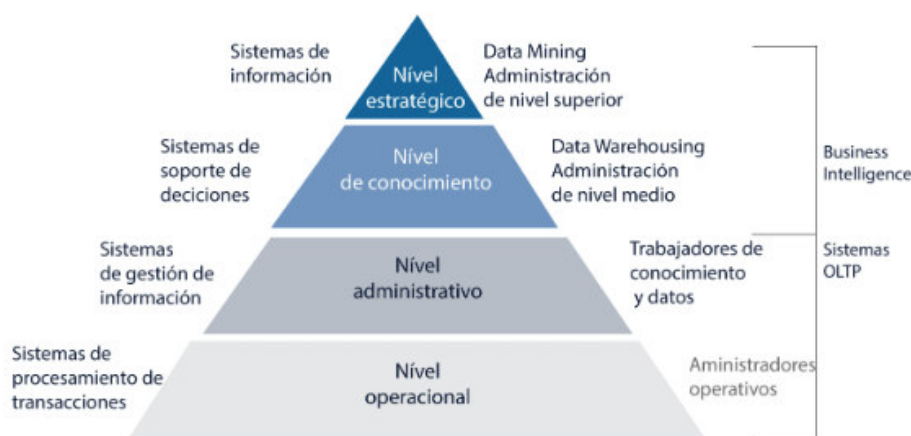 Sistemas de
información
Nível
estratégico
Data Mining
Administración
de nivel superior
Sistemas de
soporte de
deciciones
Nível
de conocimiento
Data Warehousing
Administración
de nivel medio
Business
Intelligence
Sistemas
de gestión de
información
Nível
administrativo
Trabajadores de
conocimiento
y datos
Sistemas
OLTP
Sistemas de
procesamiento de
transacciones
Nível
operacional
Aministradores
operativos